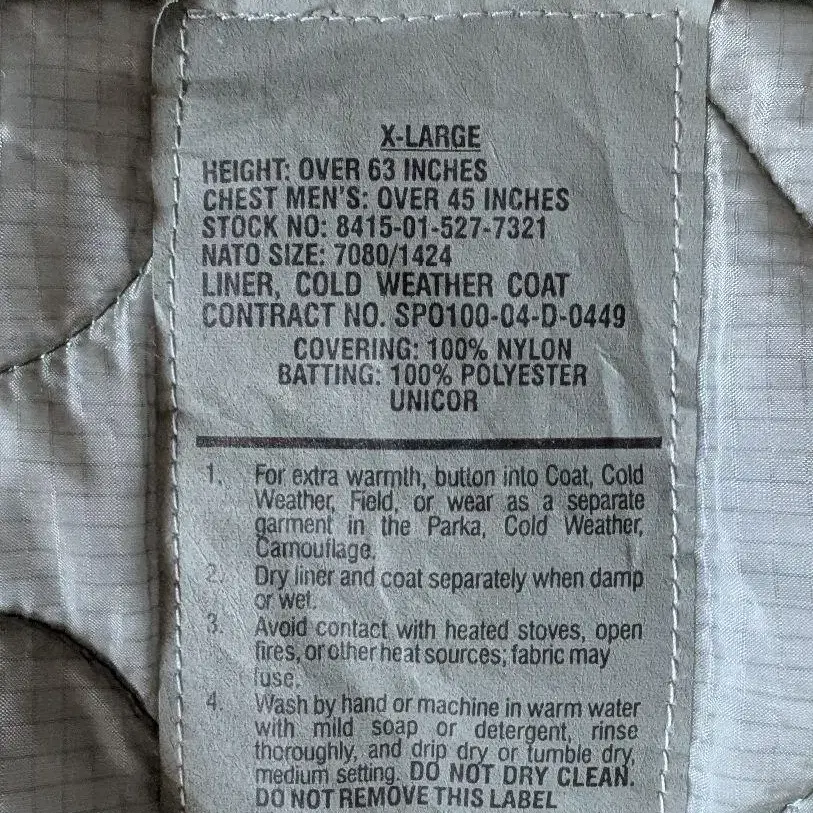 X-LARGE
HEIGHT: OVER 63 INCHES
CHEST MEN'S: OVER 45 INCHES
STOCK NO: 8415-01-527-7321
NATO SIZE: 7080/1424
LINER, COLD WEATHER COAT
CONTRACT NO. SPO100-04-D-0449
COVERING: 100% NYLON
BATTING: 100% POLYESTER
UNICOR
1. For extra warmth, button into Coat, Cold
Weather, Field, or wear as a separate
garment in the Parka, Cold Weather,
Camouflage.
2. Dry liner and coat separately when damp
or wet.
3. Avoid contact with heated stoves, open
fires, or other heat sources; fabric may
fuse.
4. Wash by hand or machine in warm water
with mild soap or detergent, rinse
thoroughly, and drip dry or tumble dry,
medium setting. DO NOT DRY CLEAN.
DO NOT REMOVE THIS LABEL